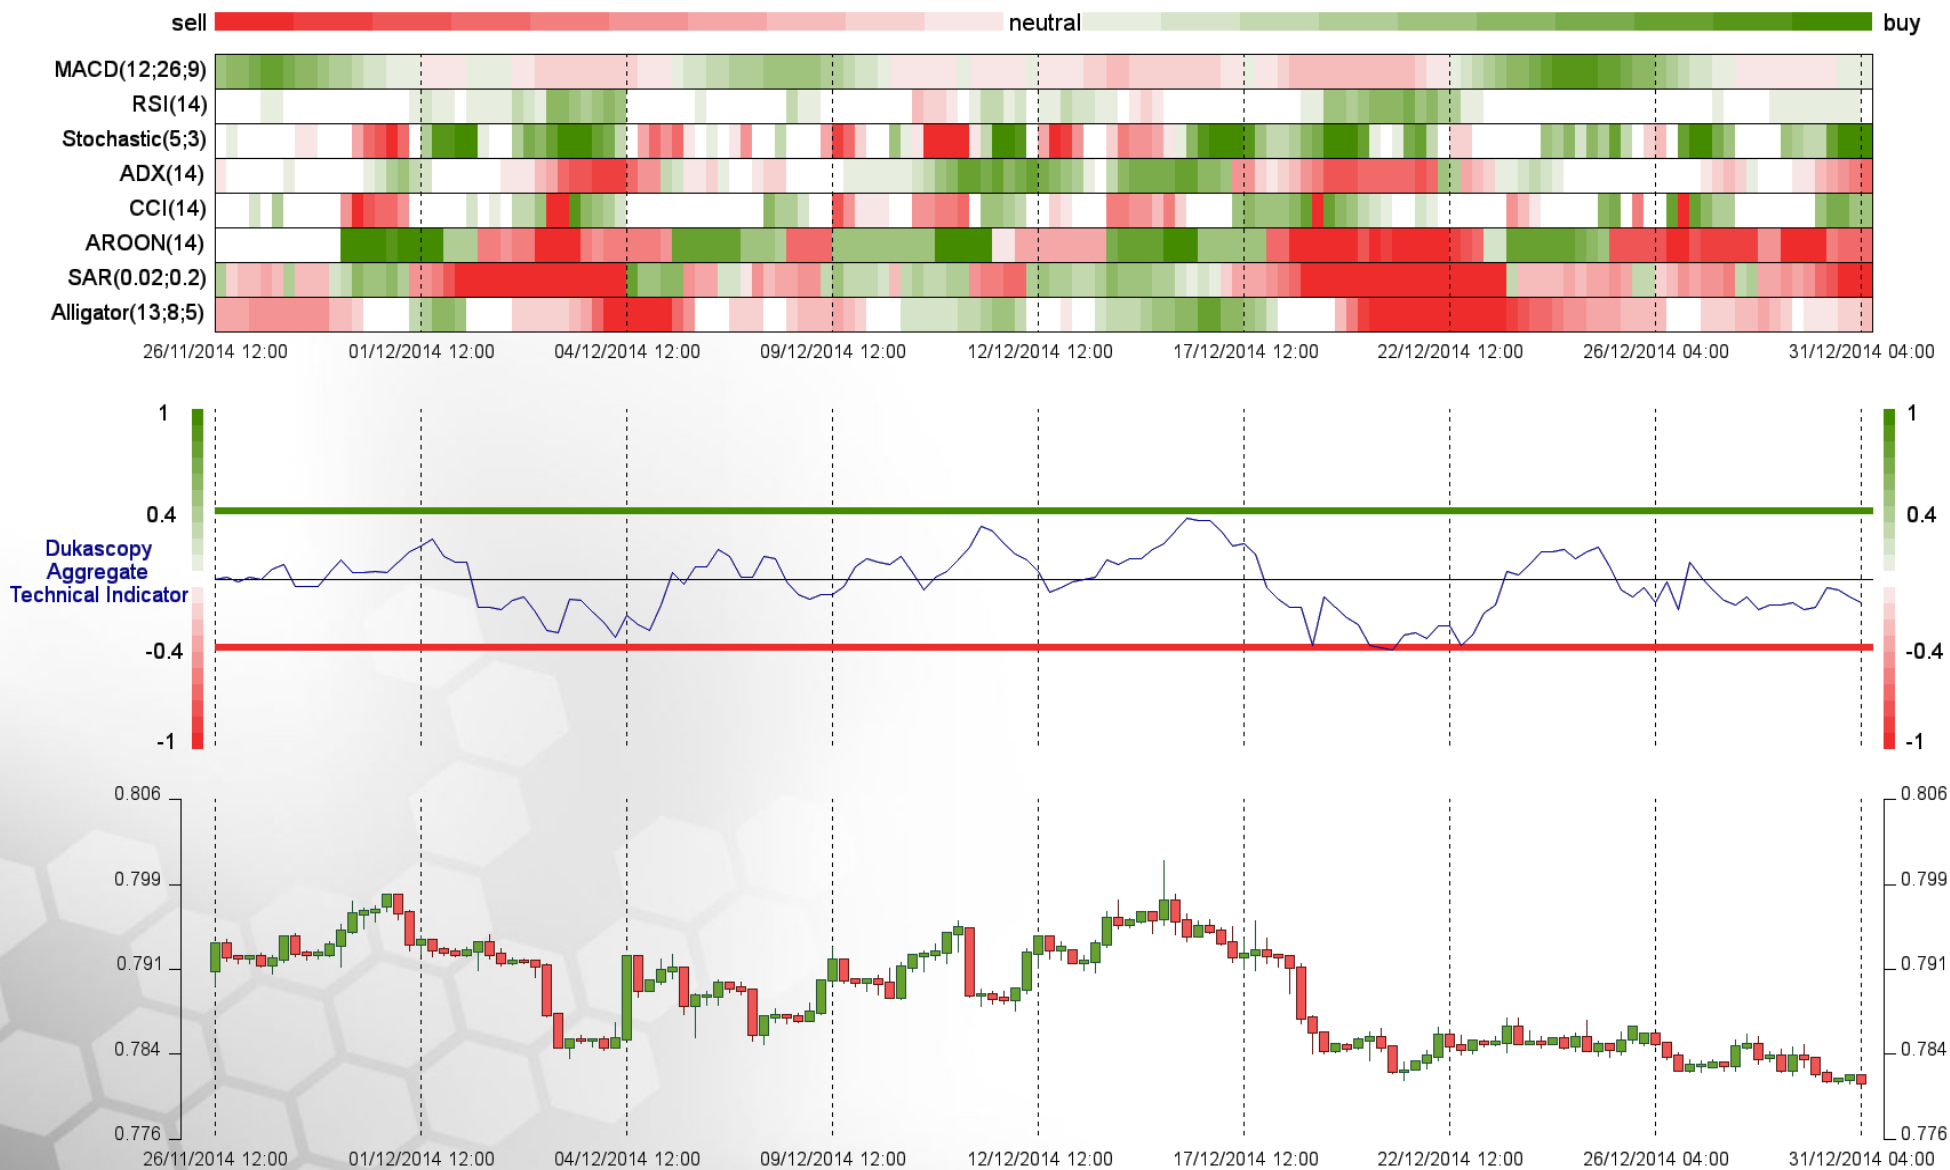 sell neutral buy
MACD(12;26;9)
RSI(14)
Stochastic(5;3)
ADX(14)
CCI(14)
AROON(14)
SAR(0.02;0.2)
Alligator(13;8;5)
26/11/2014 12:00 01/12/2014 12:00 04/12/2014 12:00 09/12/2014 12:00 12/12/2014 12:00 17/12/2014 12:00 22/12/2014 12:00 26/12/2014 04:00 31/12/2014 04:00
1 1
0.4 0.4
Dukascopy
Aggregate
Technical Indicator
-0.4 -0.4
-1 -1
0.806 0.806
0.799 0.799
0.791 0.791
0.784 0.784
0.776 0.776
26/11/2014 12:00 01/12/2014 12:00 04/12/2014 12:00 09/12/2014 12:00 12/12/2014 12:00 17/12/2014 12:00 22/12/2014 12:00 26/12/2014 04:00 31/12/2014 04:00